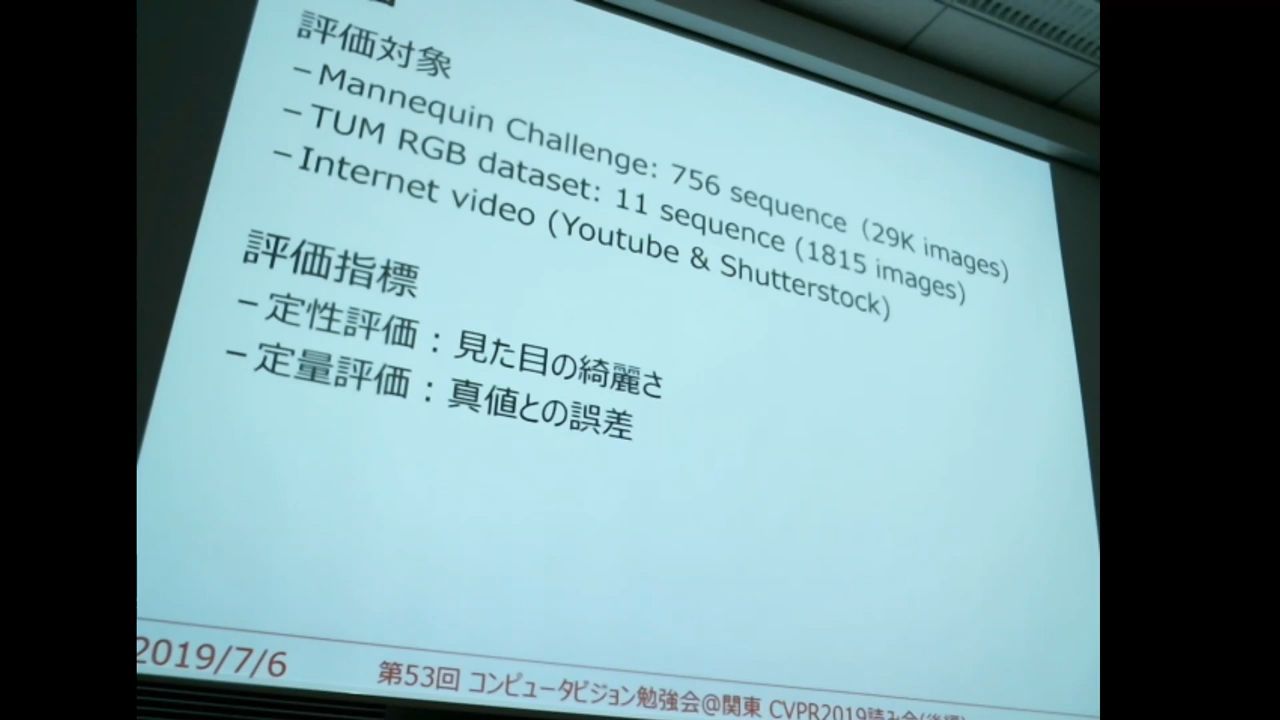 評価対象
－Mannequin Challenge: 756 sequence（29K images)
－TUM RGB dataset: 11 sequence (1815 images)
－Internet video (Youtube & Shutterstock)
評価指標
－定性評価：見た目の綺麗さ
－定量評価：真値との誤差
2019/7/6
第53回 コンピュータビジョン勉強会@関東 CVPR2019読み会(後編)